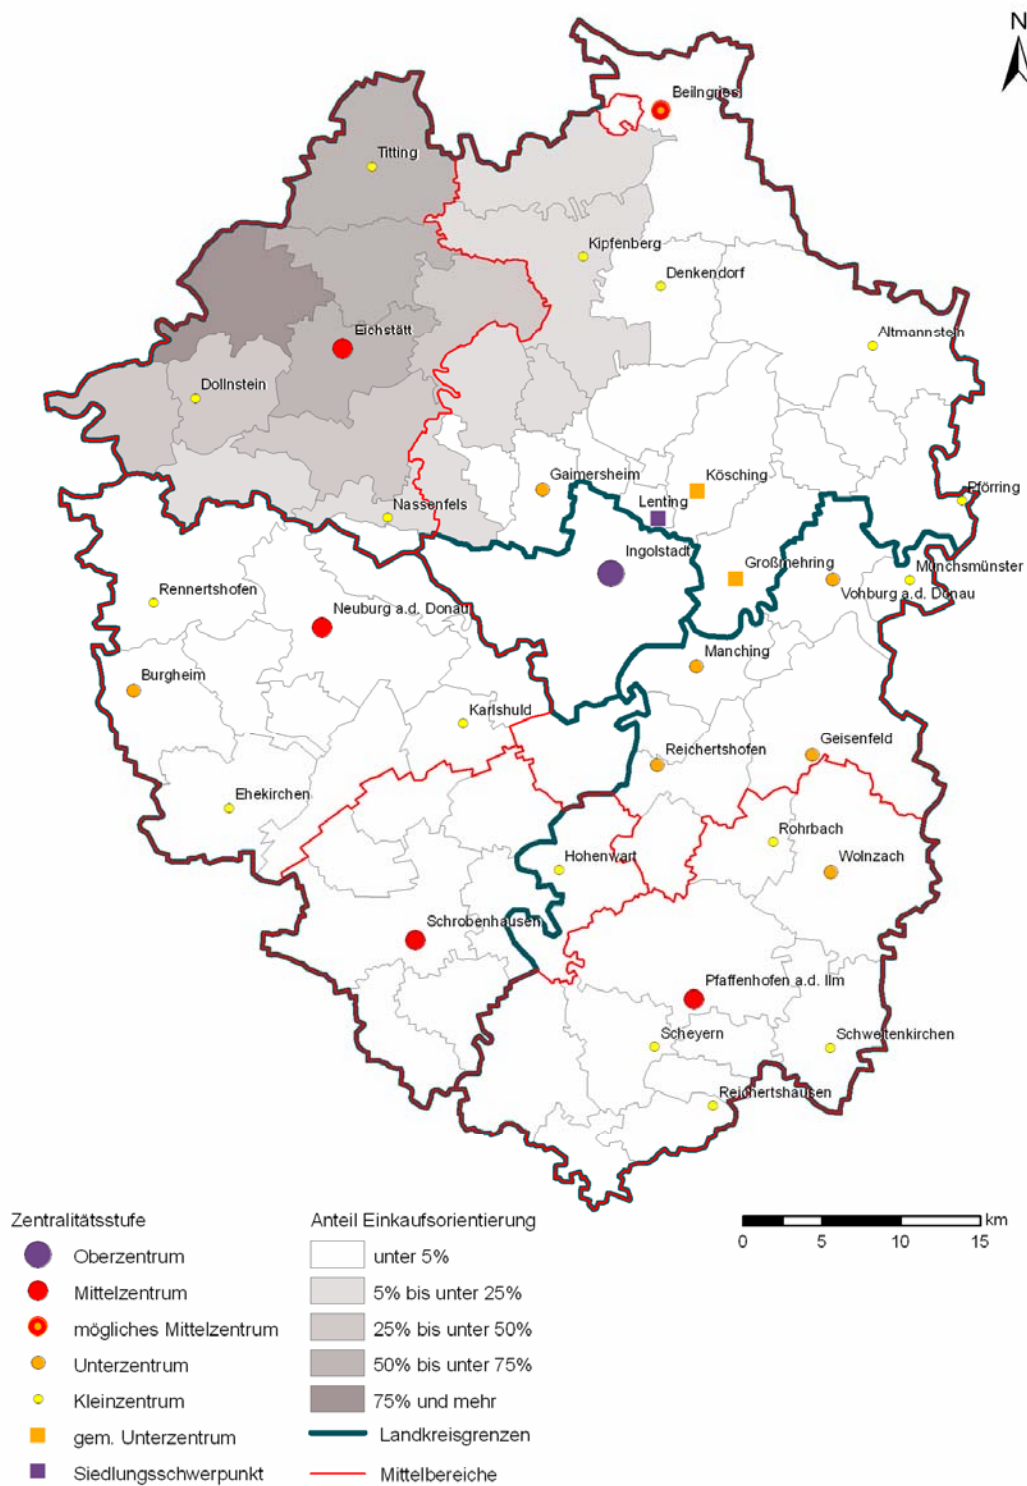 N
Beilngries
Titting
Kipfenberg
Denkendorf
Eichstätt
Altmannstein
Dollnstein
Gaimersheim
Kösching
Lenting
Pförring
Nassenfels
Ingolstadt
Großmehring
Münchsmünster
Vohburg a.d. Donau
Rennertshofen
Neuburg a.d. Donau
Manching
Burgheim
Karlshuld
Reichertshofen
Geisenfeld
Ehekirchen
Rohrbach
Hohenwart
Wolnzach
Schrobenhausen
Pfaffenhofen a.d. Ilm
Scheyern
Schweitenkirchen
Reichertshausen
Zentralitätsstufe
Oberzentrum
Mittelzentrum
mögliches Mittelzentrum
Unterzentrum
Kleinzentrum
gem. Unterzentrum
Siedlungsschwerpunkt
Anteil Einkaufsorientierung
unter 5%
5% bis unter 25%
25% bis unter 50%
50% bis unter 75%
75% und mehr
Landkreisgrenzen
Mittelbereiche
km
0 5 10 15